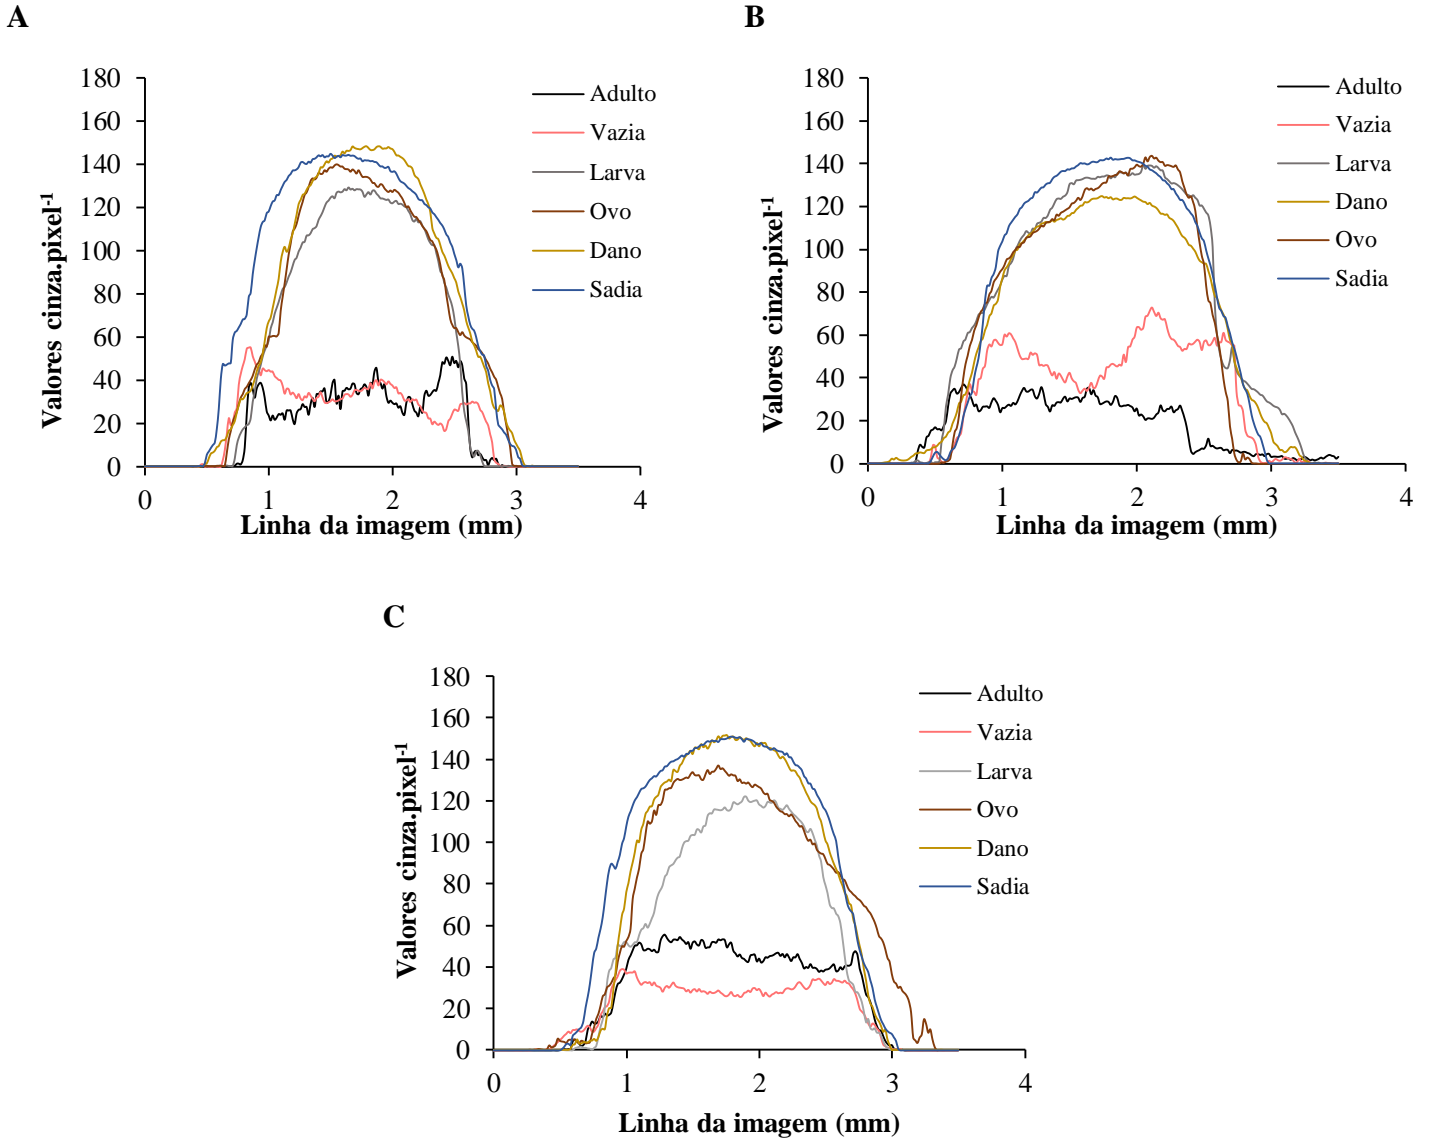 A
180
160
140
120
100
80
60
40
20
0
0 1 2 3 4
Valores cinza.pixel-1
Linha da imagem (mm)
Adulto
Vazia
Larva
Ovo
Dano
Sadia
B
180
160
140
120
100
80
60
40
20
0
0 1 2 3 4
Valores cinza.pixel-1
Linha da imagem (mm)
Adulto
Vazia
Larva
Dano
Ovo
Sadia
C
180
160
140
120
100
80
60
40
20
0
0 1 2 3 4
Valores cinza.pixel-1
Linha da imagem (mm)
Adulto
Vazia
Larva
Ovo
Dano
Sadia